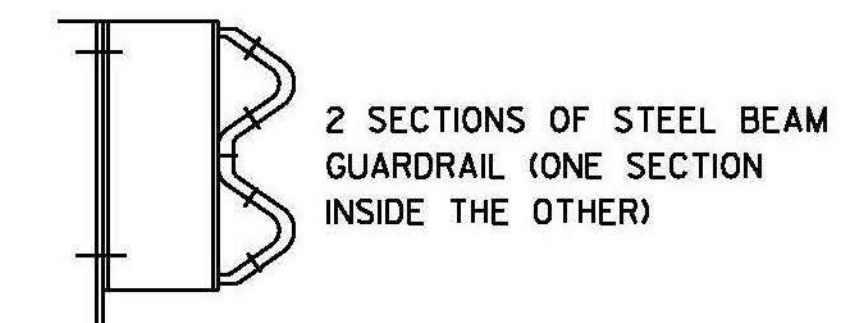 2 SECTIONS OF STEEL BEAM
GUARDRAIL (ONE SECTION
INSIDE THE OTHER)